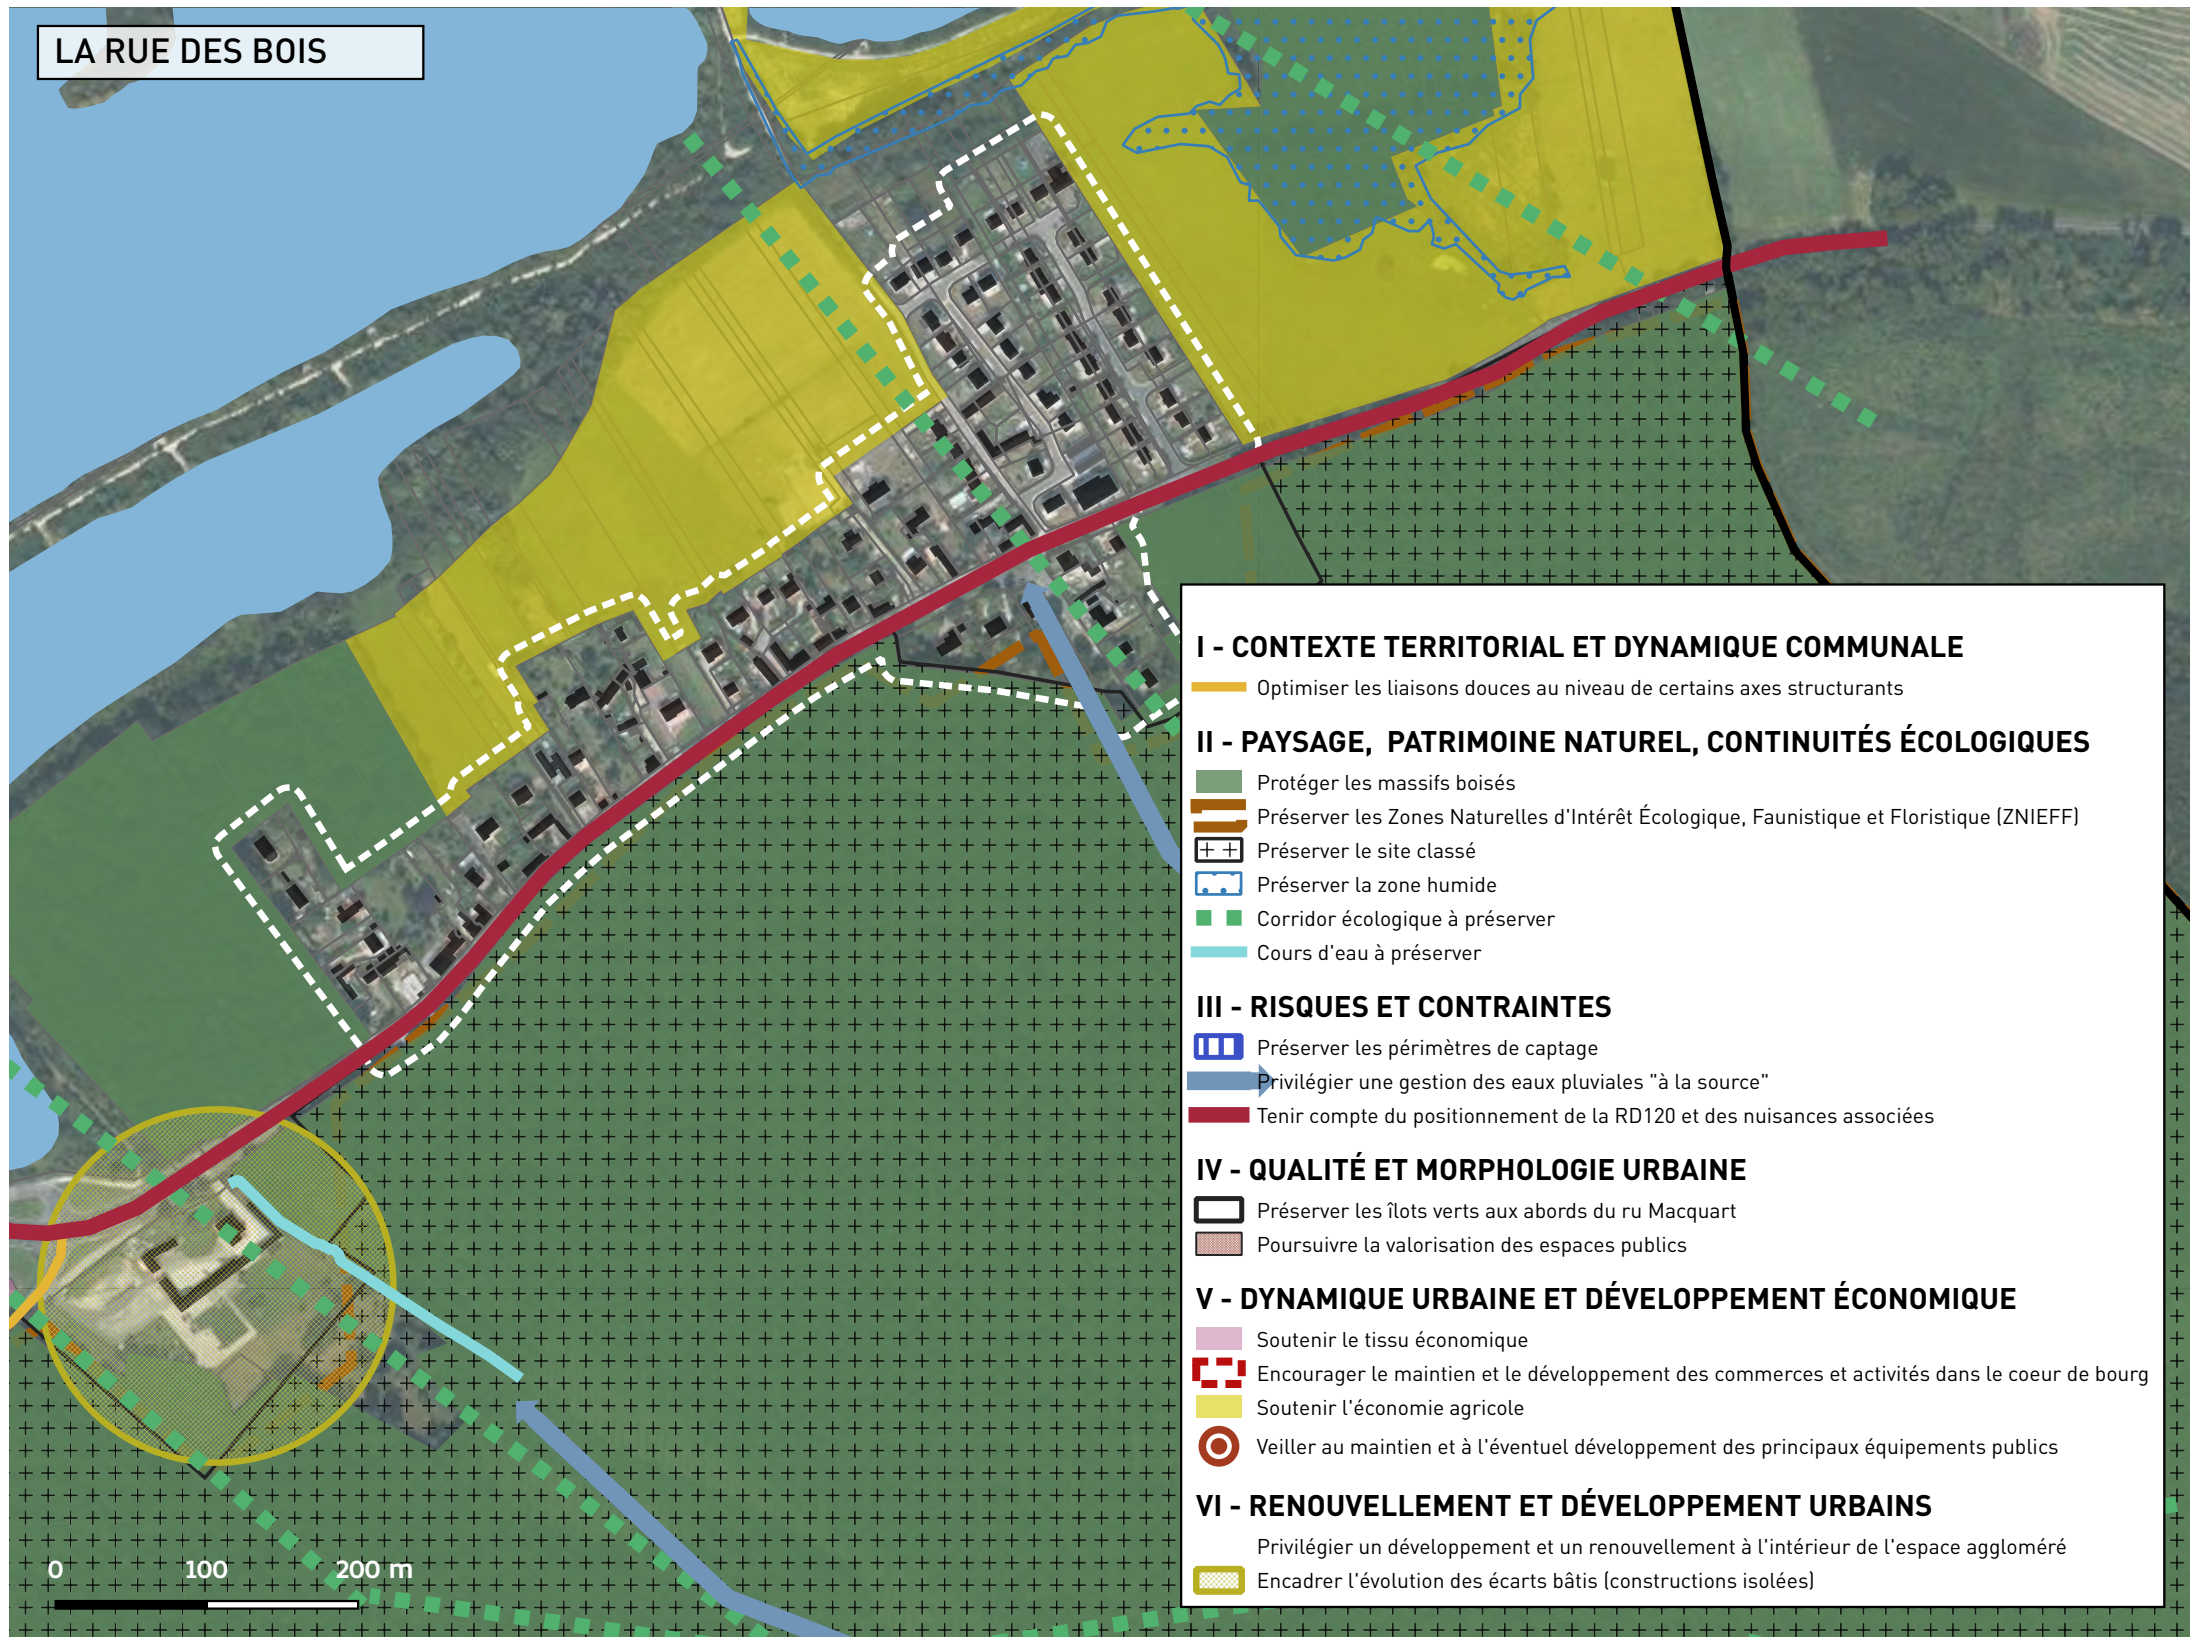 LA RUE DES BOIS
I - CONTEXTE TERRITORIAL ET DYNAMIQUE COMMUNALE
Optimiser les liaisons douces au niveau de certains axes structurants
II - PAYSAGE, PATRIMOINE NATUREL, CONTINUITÉS ÉCOLOGIQUES
Protéger les massifs boisés
Préserver les Zones Naturelles d'Intérêt Écologique, Faunistique et Floristique (ZNIEFF)
Préserver le site classé
Préserver la zone humide
Corridor écologique à préserver
Cours d'eau à préserver
III - RISQUES ET CONTRAINTES
Préserver les périmètres de captage
Privilégier une gestion des eaux pluviales "à la source"
Tenir compte du positionnement de la RD120 et des nuisances associées
IV - QUALITÉ ET MORPHOLOGIE URBAINE
Préserver les îlots verts aux abords du ru Macquart
Poursuivre la valorisation des espaces publics
V - DYNAMIQUE URBAINE ET DÉVELOPPEMENT ÉCONOMIQUE
Soutenir le tissu économique
Encourager le maintien et le développement des commerces et activités dans le coeur de bourg
Soutenir l'économie agricole
Veiller au maintien et à l'éventuel développement des principaux équipements publics
VI - RENOUVELLEMENT ET DÉVELOPPEMENT URBAINS
Privilégier un développement et un renouvellement à l'intérieur de l'espace aggloméré
Encadrer l'évolution des écarts bâtis (constructions isolées)
0 100 200 m